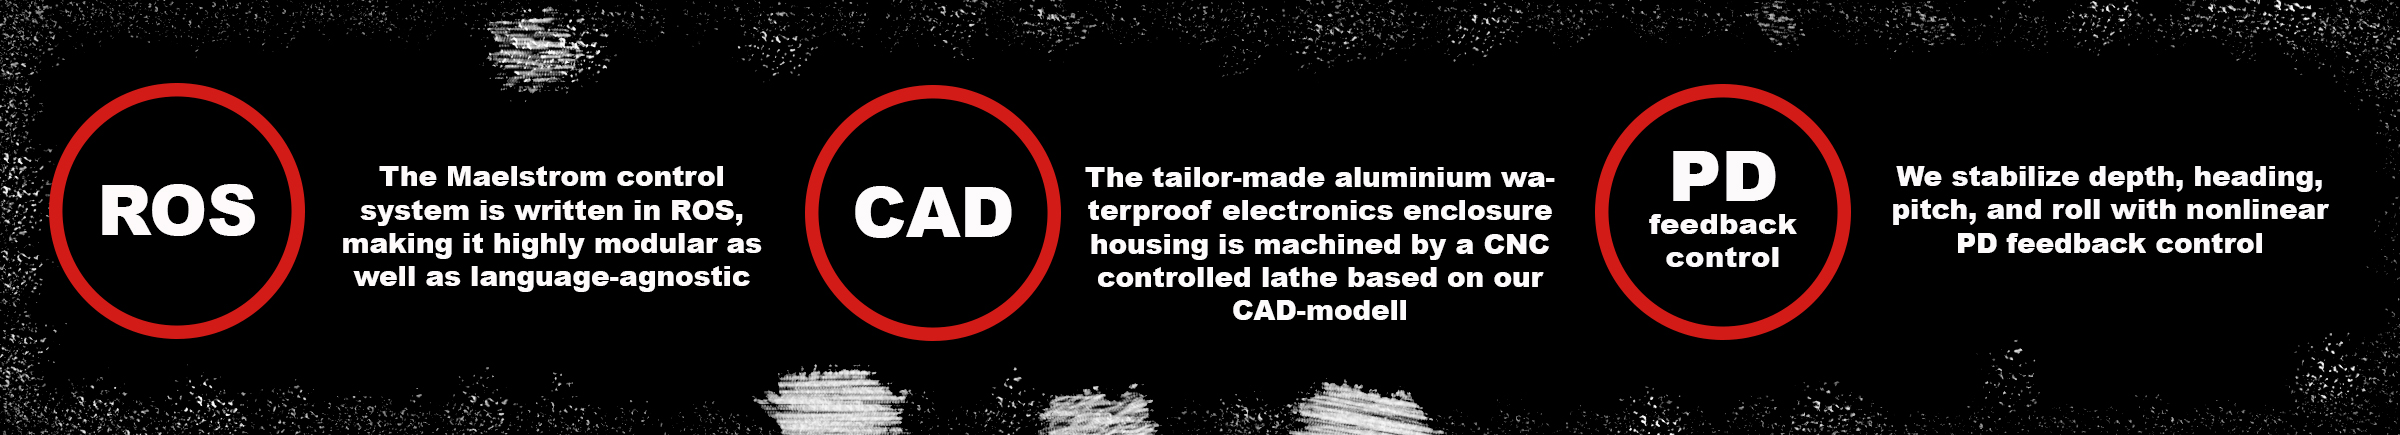 ROS
The Maelstrom control
system is written in ROS,
making it highly modular as
well as language-agnostic
CAD
The tailor-made aluminium wa-
terproof electronics enclosure
housing is machined by a CNC
controlled lathe based on our
CAD-modell
PD
feedback
control
We stabilize depth, heading,
pitch, and roll with nonlinear
PD feedback control